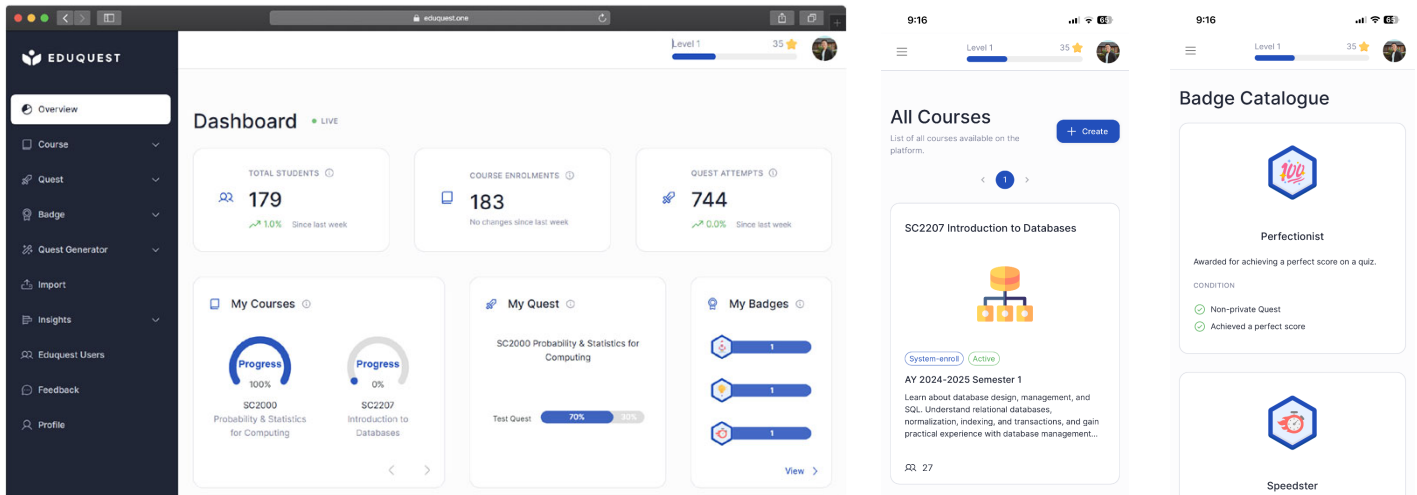 eduquest.one
EDUQUEST
Overview
Course
Quest
Badge
Quest Generator
Import
Insights
Eduquest Users
Feedback
Profile
Level 1
35
Dashboard
LIVE
TOTAL STUDENTS
179
1.0% Since last week
COURSE ENROLMENTS
183
No changes since last week
QUEST ATTEMPTS
744
0.0% Since last week
My Courses
Progress
100%
SC2000
Probability & Statistics
for Computing
Progress
0%
SC2207
Introduction to
Databases
My Quest
SC2000 Probability & Statistics for
Computing
Test Quest 70% 30%
My Badges
1
1
1
View
9:16
Level 1
35
All Courses
List of all courses available on the
platform.
+ Create
1
SC2207 Introduction to Databases
System-enroll Active
AY 2024-2025 Semester 1
Learn about database design, management, and
SQL. Understand relational databases,
normalization, indexing, and transactions, and gain
practical experience with database management...
27
9:16
Level 1
35
Badge Catalogue
100
Perfectionist
Awarded for achieving a perfect score on a quiz.
CONDITION
Non-private Quest
Achieved a perfect score
Speedster